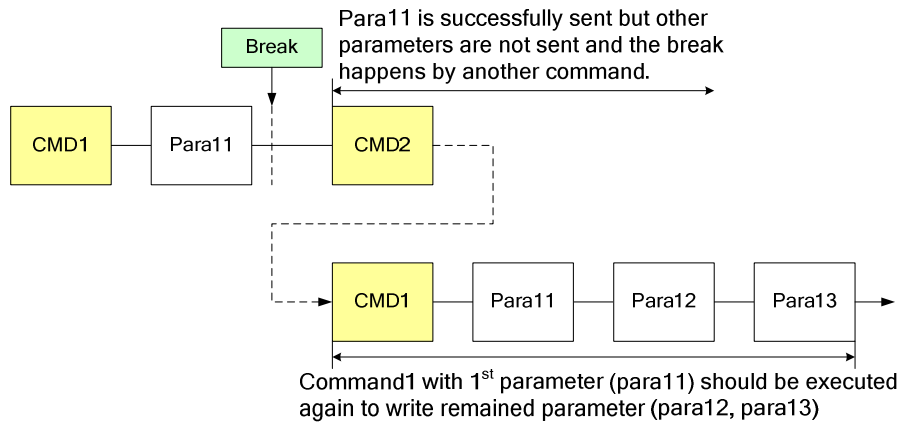 Para11 is successfully sent but other
parameters are not sent and the break
happens by another command.
Break
CMD1
Para11
CMD2
CMD1
Para11
Para12
Para13
Command1 with 1st parameter (para11) should be executed
again to write remained parameter (para12, para13)